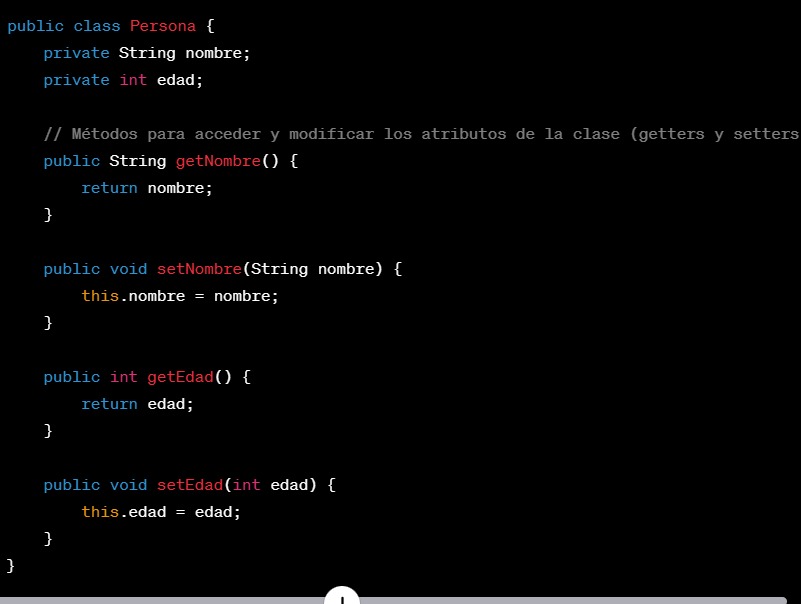 public class Persona {
    private String nombre;
    private int edad;

    // Métodos para acceder y modificar los atributos de la clase (getters y setters
    public String getNombre() {
        return nombre;
    }

    public void setNombre(String nombre) {
        this.nombre = nombre;
    }

    public int getEdad() {
        return edad;
    }

    public void setEdad(int edad) {
        this.edad = edad;
    }
}